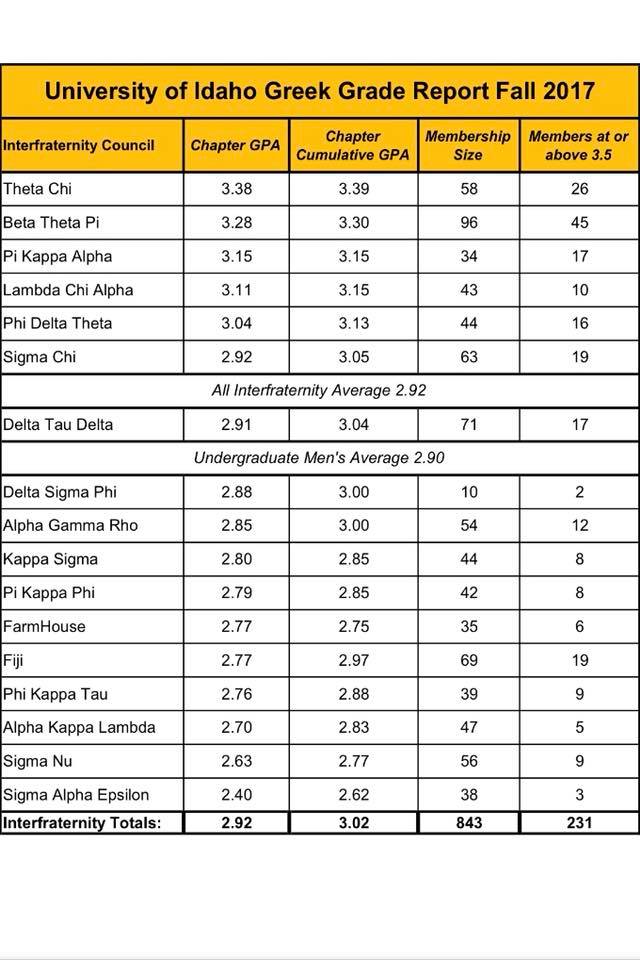 University of Idaho Greek Grade Report Fall 2017
Interfraternity Council Chapter GPA Chapter Cumulative GPA Membership Size Members at or above 3.5
Theta Chi 3.38 3.39 58 26
Beta Theta Pi 3.28 3.30 96 45
Pi Kappa Alpha 3.15 3.15 34 17
Lambda Chi Alpha 3.11 3.15 43 10
Phi Delta Theta 3.04 3.13 44 16
Sigma Chi 2.92 3.05 63 19
All Interfraternity Average 2.92
Delta Tau Delta 2.91 3.04 71 17
Undergraduate Men's Average 2.90
Delta Sigma Phi 2.88 3.00 10 2
Alpha Gamma Rho 2.85 3.00 54 12
Kappa Sigma 2.80 2.85 44 8
Pi Kappa Phi 2.79 2.85 42 8
FarmHouse 2.77 2.75 35 6
Fiji 2.77 2.97 69 19
Phi Kappa Tau 2.76 2.88 39 9
Alpha Kappa Lambda 2.70 2.83 47 5
Sigma Nu 2.63 2.77 56 9
Sigma Alpha Epsilon 2.40 2.62 38 3
Interfraternity Totals: 2.92 3.02 843 231